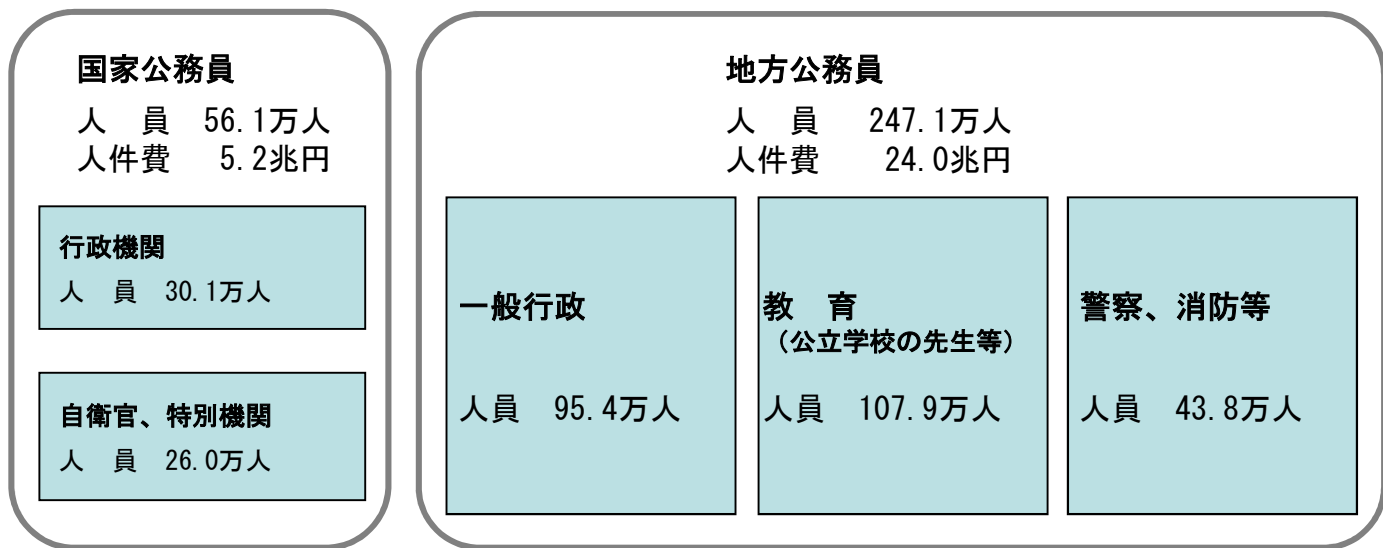 国家公務員
人　員　56.1万人
人件費　5.2兆円
行政機関
人　員　30.1万人
自衛官、特別機関
人　員　26.0万人
地方公務員
人　員　247.1万人
人件費　24.0兆円
一般行政
人員　95.4万人
教　育
（公立学校の先生等）
人員　107.9万人
警察、消防等
人員　43.8万人